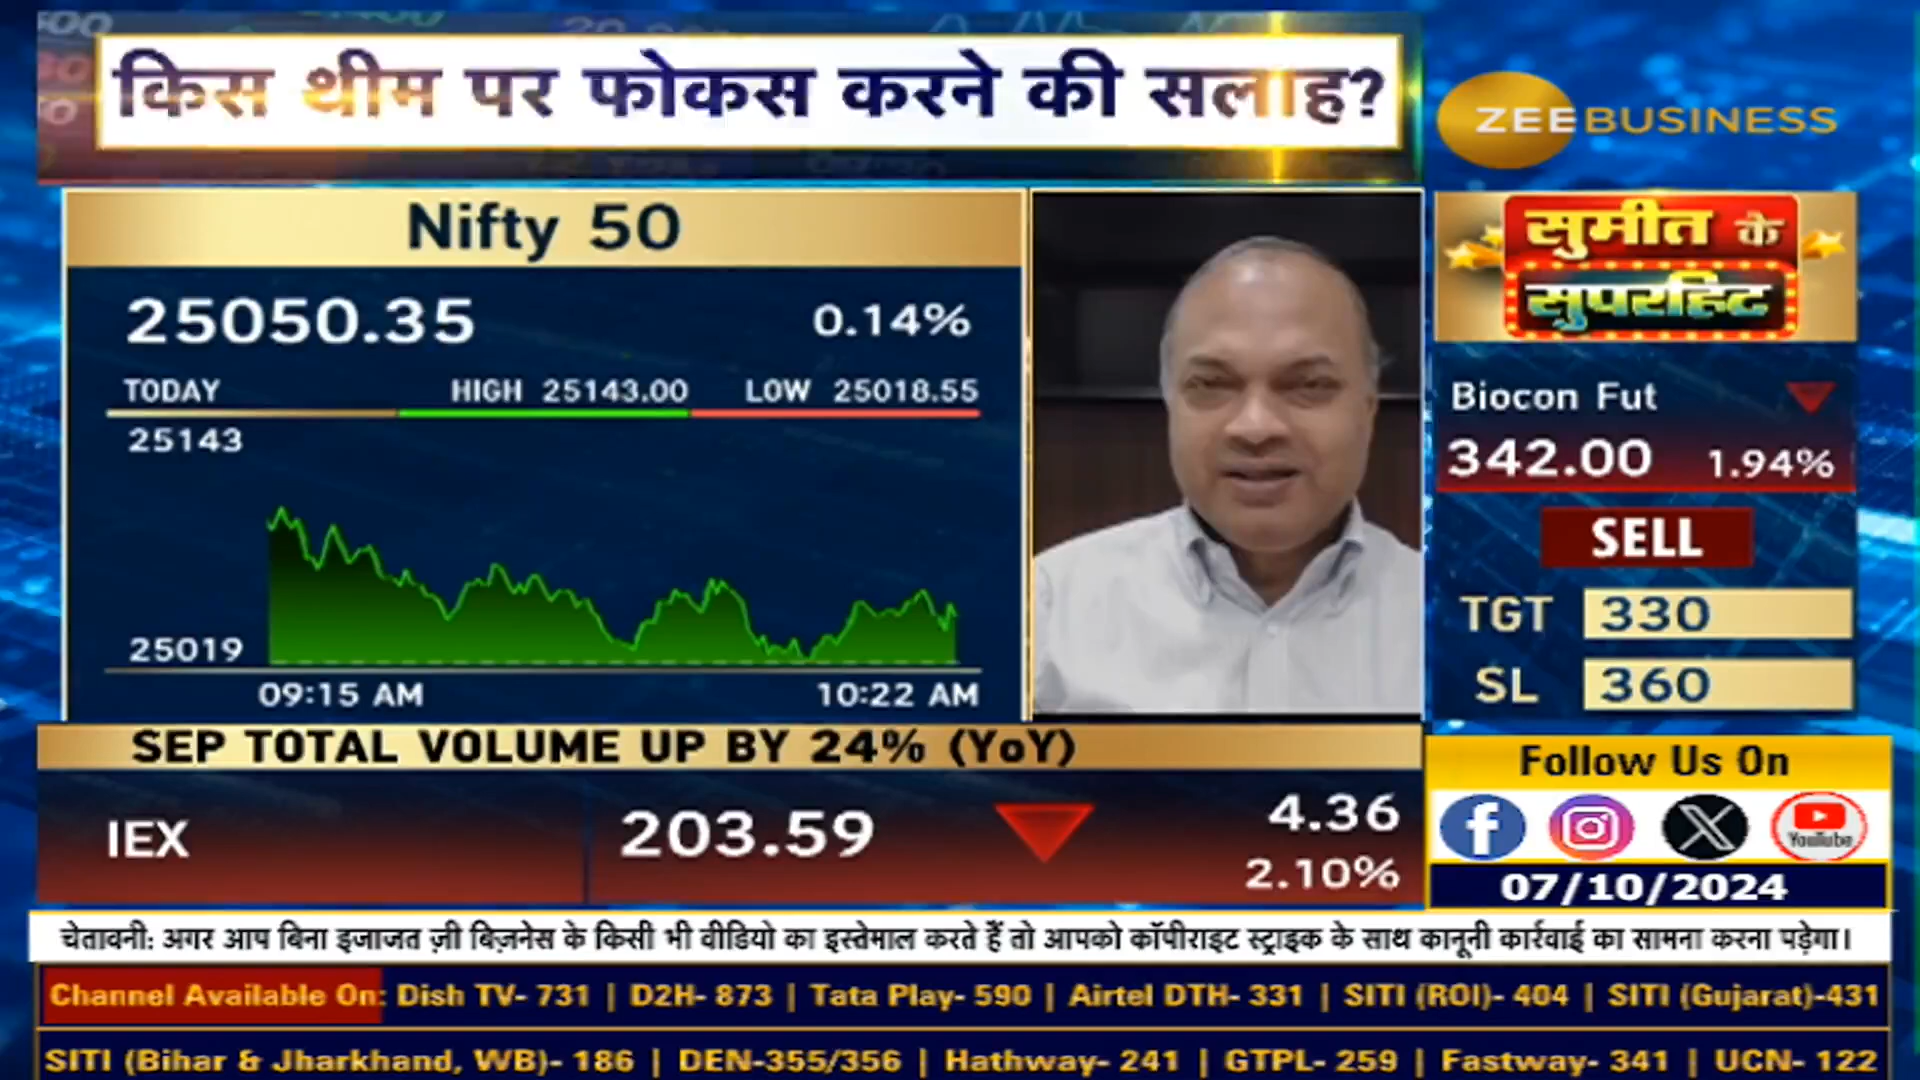 किस थीम पर फोकस करने की सलाह?
ZEEBUSINESS
Nifty 50
25050.35 0.14%
TODAY HIGH 25143.00 LOW 25018.55
25143
25019
09:15 AM 10:22 AM
सुमीत के
सुपरहिट
Biocon Fut
342.00 1.94%
SELL
TGT 330
SL 360
SEP TOTAL VOLUME UP BY 24% (YoY)
IEX 203.59 4.36
2.10%
Follow Us On
YouTube
07/10/2024
चेतावनी: अगर आप बिना इजाजत ज़ी बिज़नेस के किसी भी वीडियो का इस्तेमाल करते हैं तो आपको कॉपीराइट स्ट्राइक के साथ कानूनी कार्रवाई का सामना करना पड़ेगा।
Channel Available On: Dish TV- 731 | D2H- 873 | Tata Play- 590 | Airtel DTH- 331 | SITI (ROI)- 404 | SITI (Gujarat)-431
SITI (Bihar & Jharkhand, WB)- 186 | DEN-355/356 | Hathway- 241 | GTPL- 259 | Fastway- 341 | UCN- 122